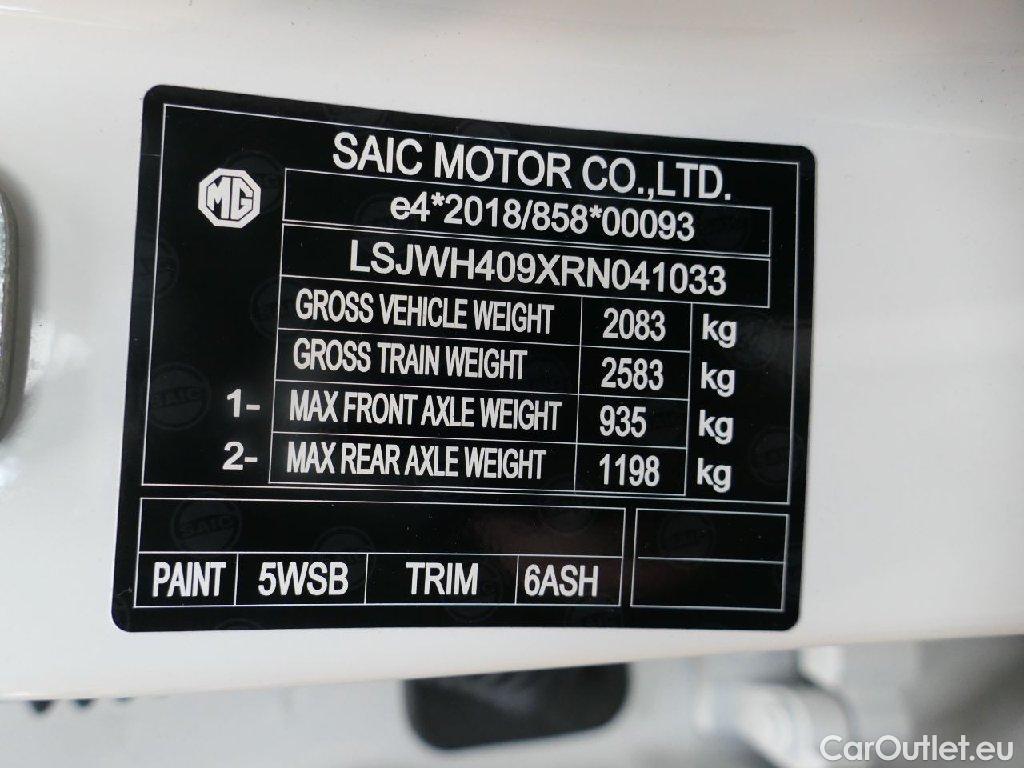 SAIC MOTOR CO.,LTD.
MG
e4*2018/858*00093
LSJWH409XRN041033
GROSS VEHICLE WEIGHT 2083 kg
GROSS TRAIN WEIGHT 2583 kg
1- MAX FRONT AXLE WEIGHT 935 kg
2- MAX REAR AXLE WEIGHT 1198 kg
PAINT 5WSB TRIM 6ASH
CarOutlet.eu